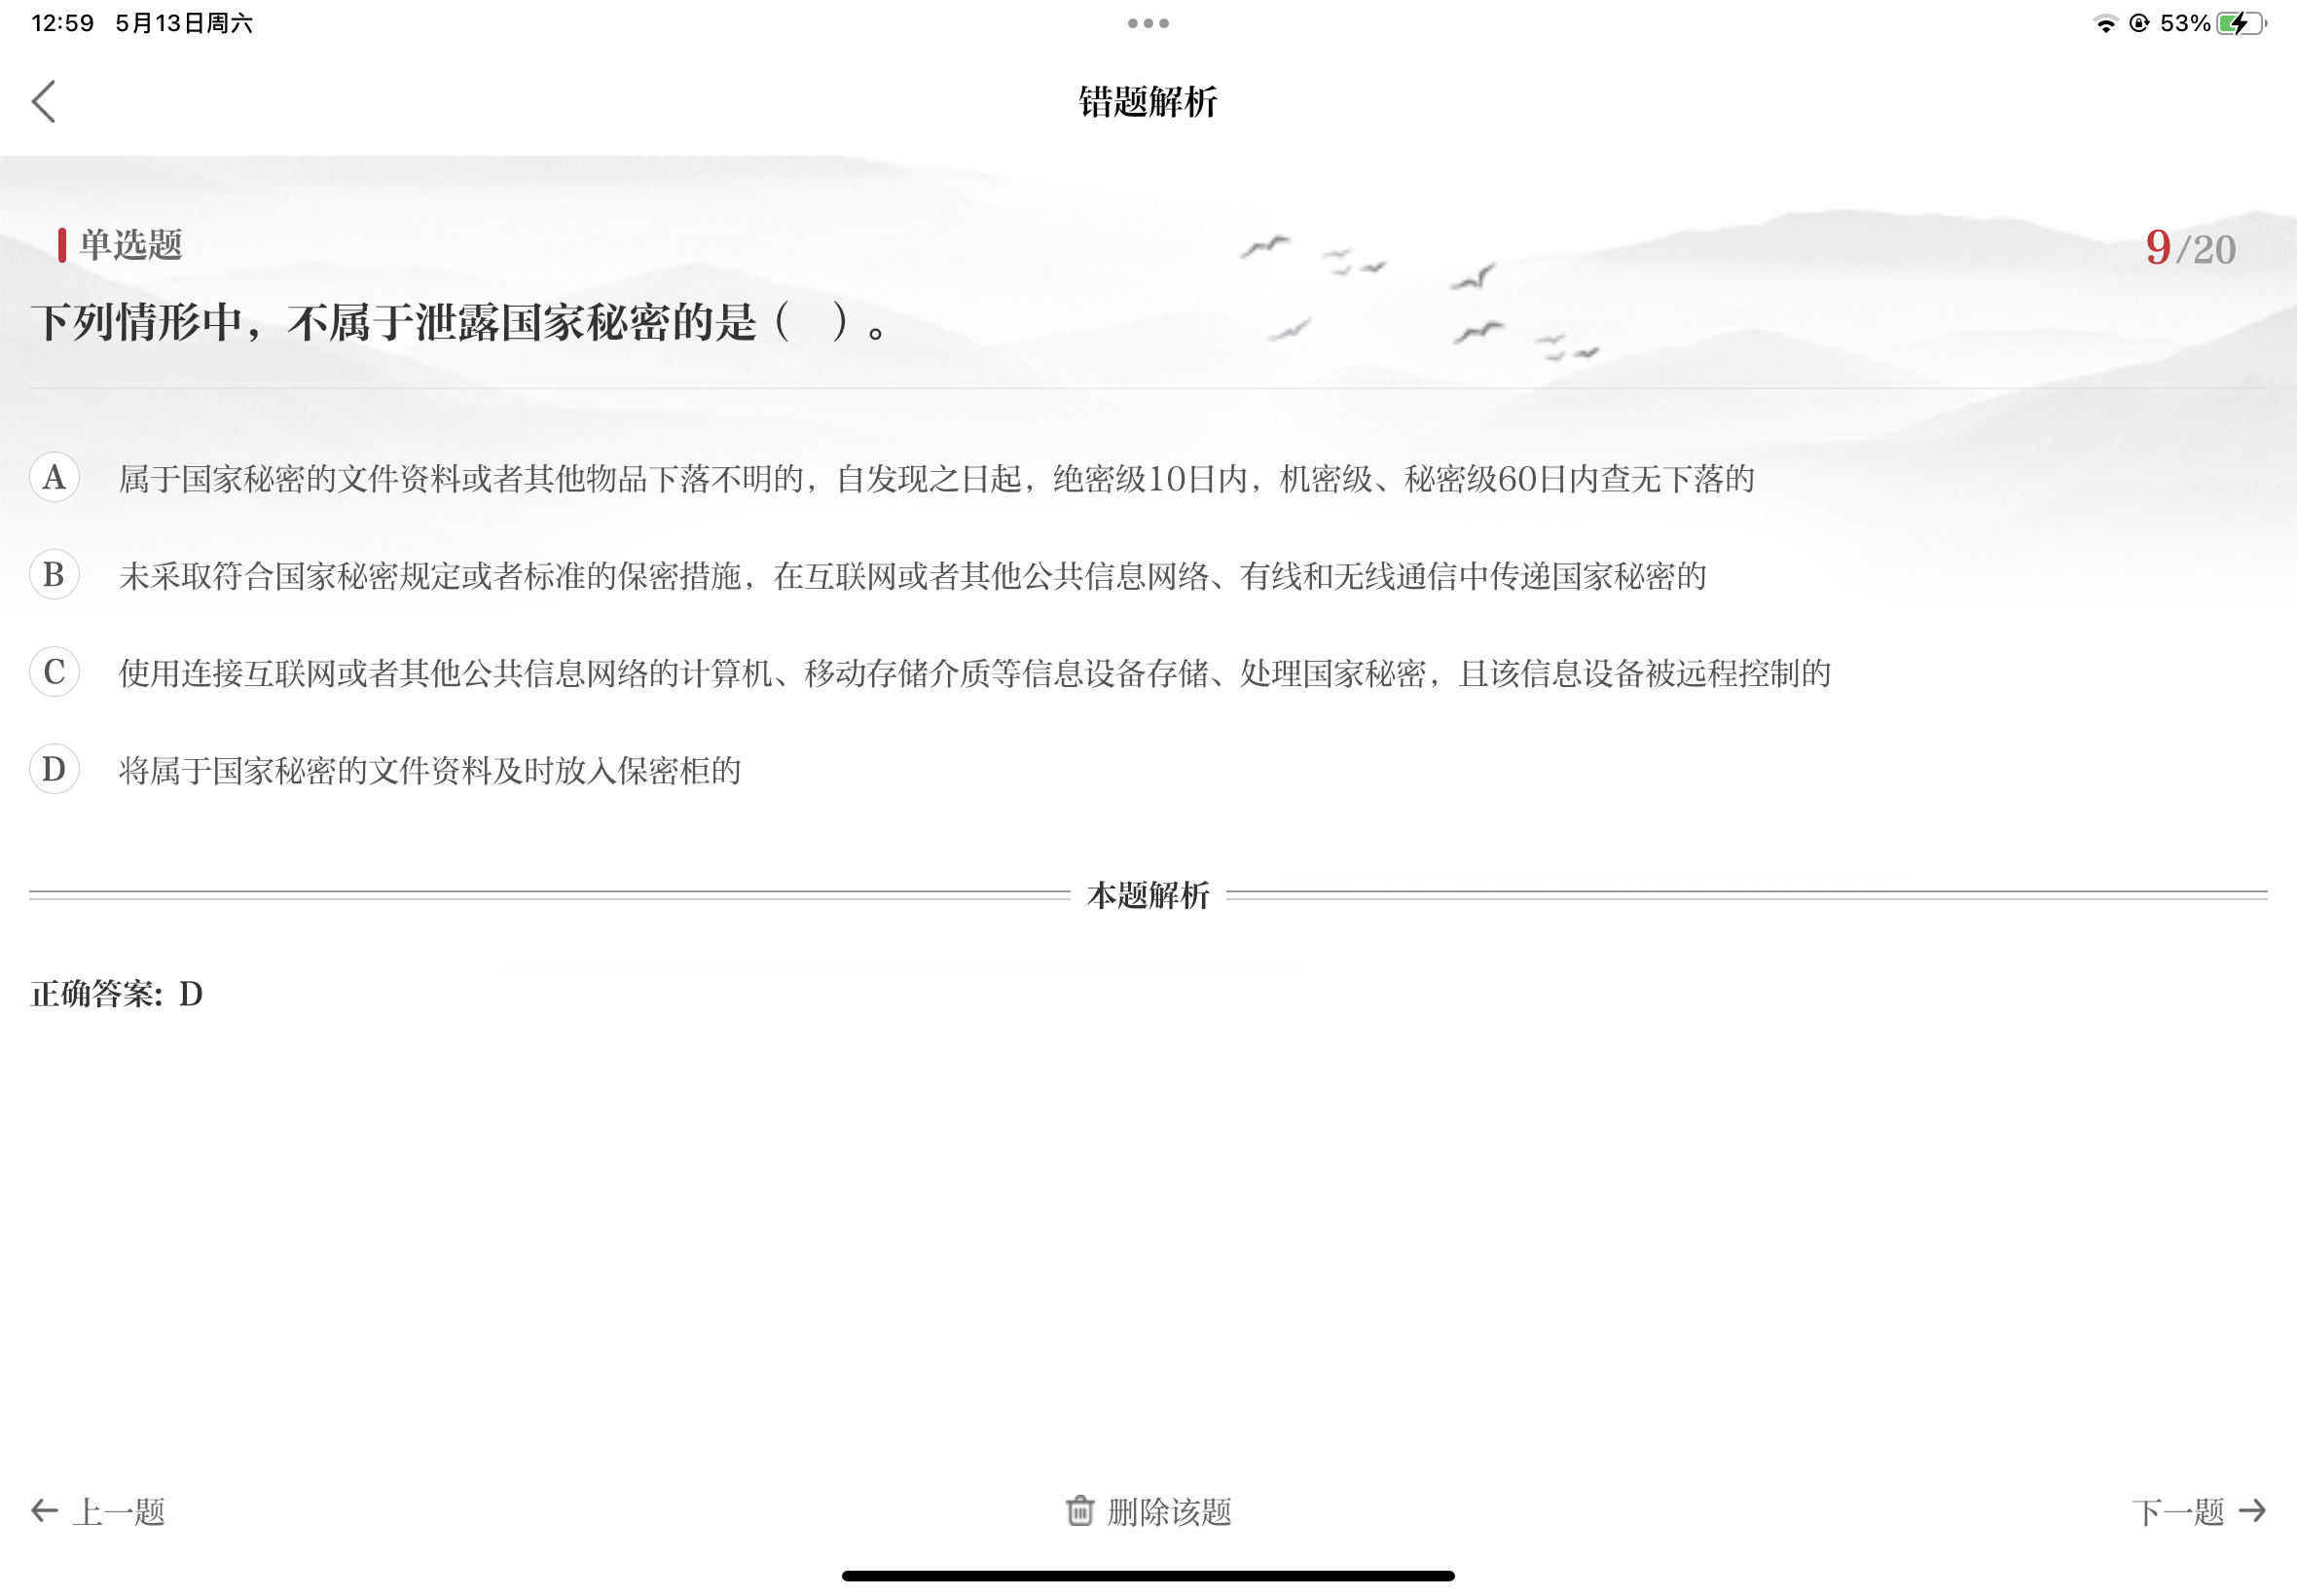 12:59 5月13日周六
53%
错题解析
单选题
9/20
下列情形中，不属于泄露国家秘密的是（ ）。
A 属于国家秘密的文件资料或者其他物品下落不明的，自发现之日起，绝密级10日内，机密级、秘密级60日内查无下落的
B 未采取符合国家秘密规定或者标准的保密措施，在互联网或者其他公共信息网络、有线和无线通信中传递国家秘密的
C 使用连接互联网或者其他公共信息网络的计算机、移动存储介质等信息设备存储、处理国家秘密，且该信息设备被远程控制的
D 将属于国家秘密的文件资料及时放入保密柜的
本题解析
正确答案：D
上一题
删除该题
下一题